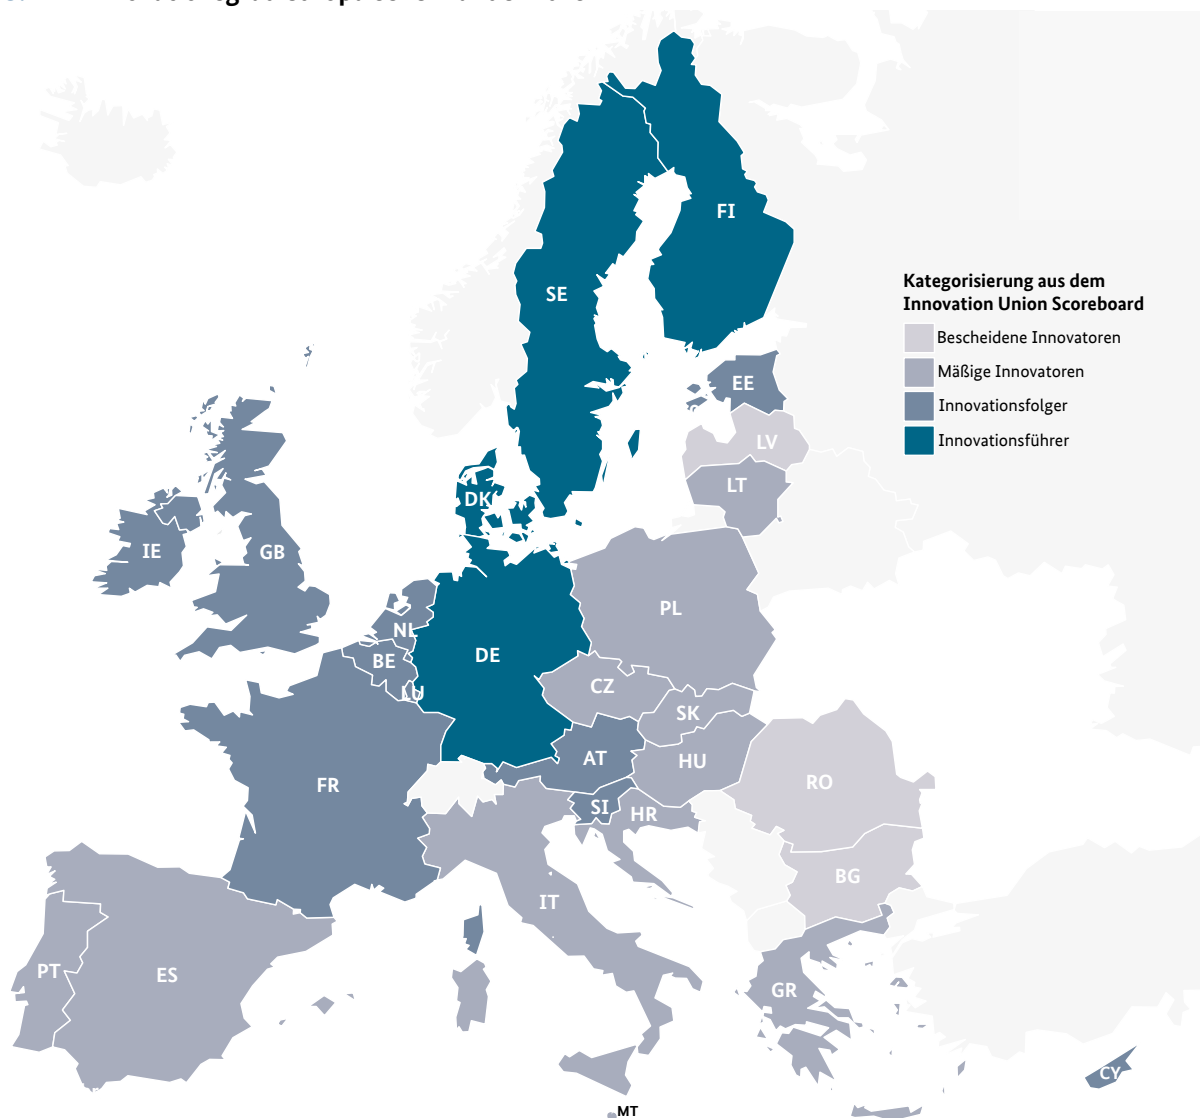 FI
SE
Kategorisierung aus dem
Innovation Union Scoreboard
Bescheidene Innovatoren
Mäßige Innovatoren
Innovationsfolger
Innovationsführer
EE
LV
LT
DK
IE
GB
NL
PL
BE
DE
LU
CZ
SK
AT
HU
FR
RO
SI
HR
BG
IT
PT
ES
GR
CY
MT